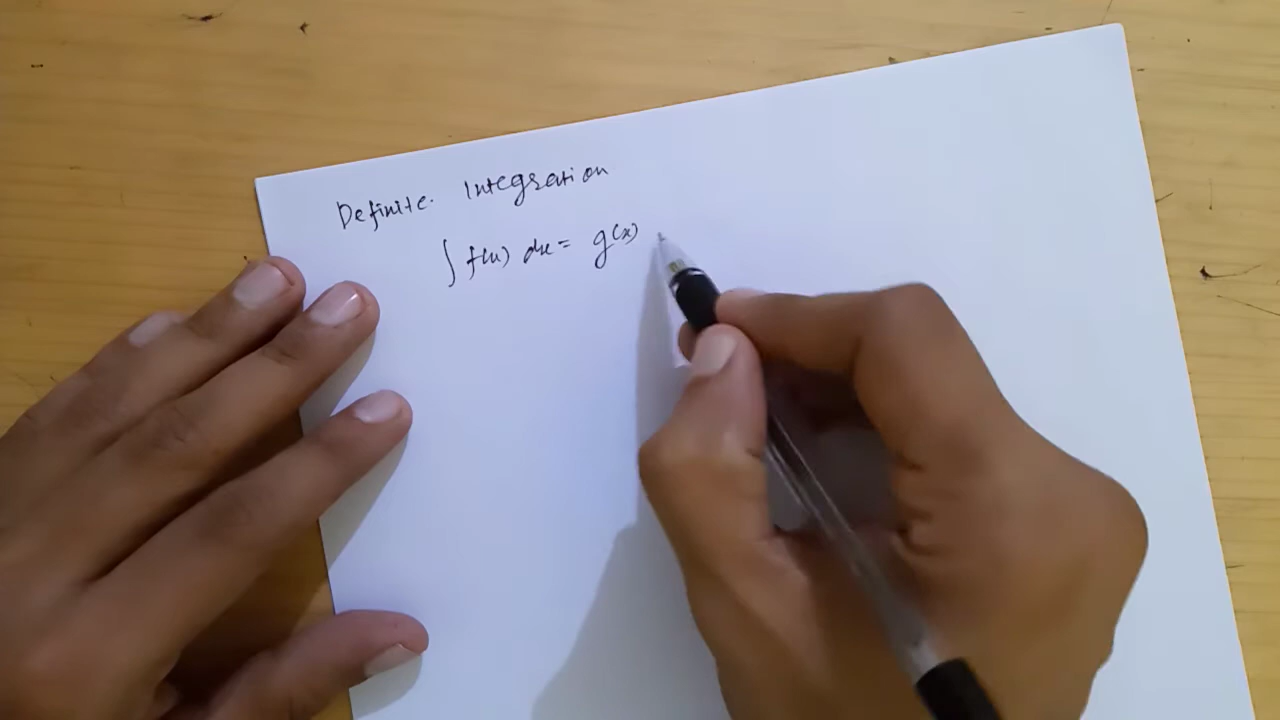 Definite. Integration
∫ f(x) dx = g(x)